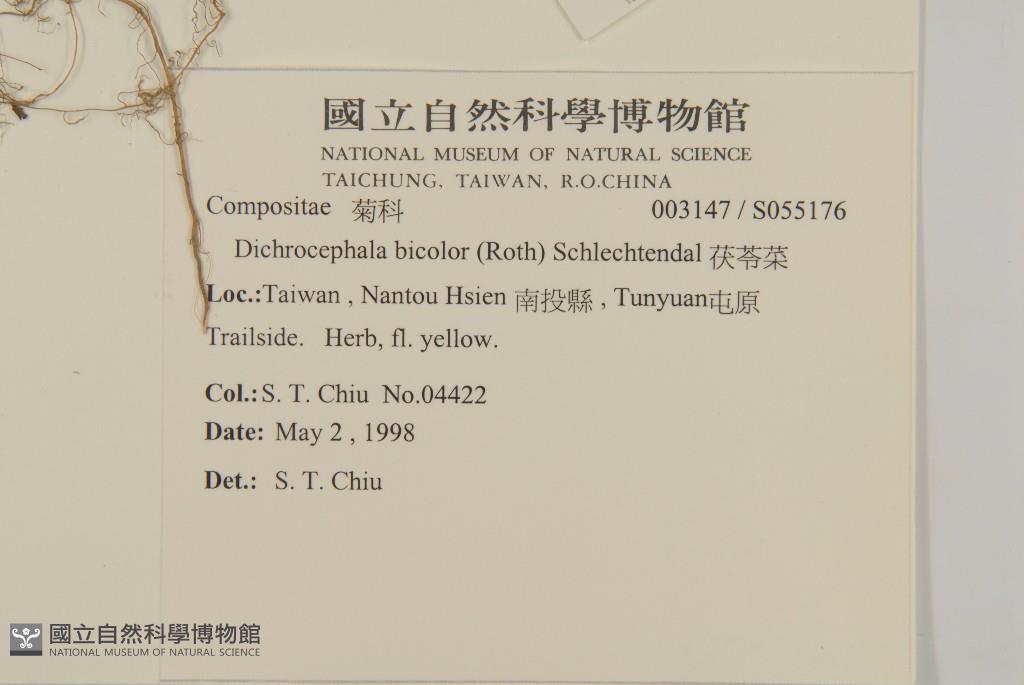 國立自然科學博物館
NATIONAL MUSEUM OF NATURAL SCIENCE
TAICHUNG, TAIWAN, R.O.CHINA
Compositae 菊科 003147 / S055176
Dichrocephala bicolor (Roth) Schlechtendal 茯苓菜
Loc.:Taiwan , Nantou Hsien 南投縣 , Tunyuan屯原
Trailside. Herb, fl. yellow.
Col.:S. T. Chiu No.04422
Date: May 2 , 1998
Det.: S. T. Chiu
國立自然科學博物館
NATIONAL MUSEUM OF NATURAL SCIENCE